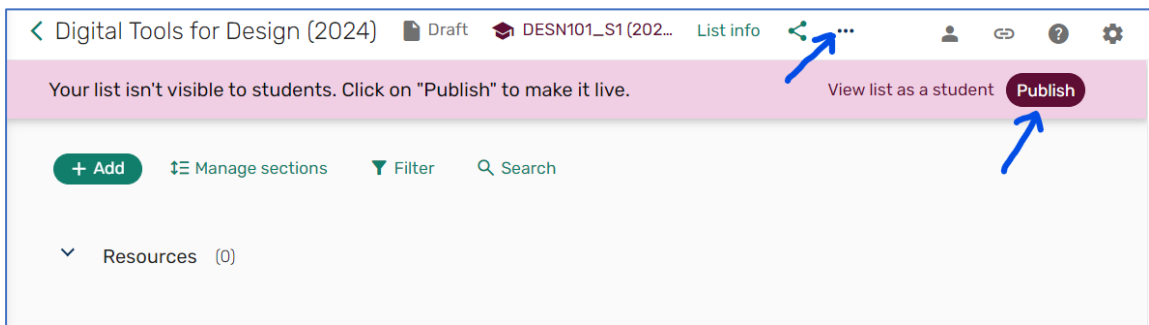 Digital Tools for Design (2024) Draft DESN101_S1 (202... List info ...
Your list isn't visible to students. Click on "Publish" to make it live. View list as a student Publish
+ Add Manage sections Filter Search
Resources (0)